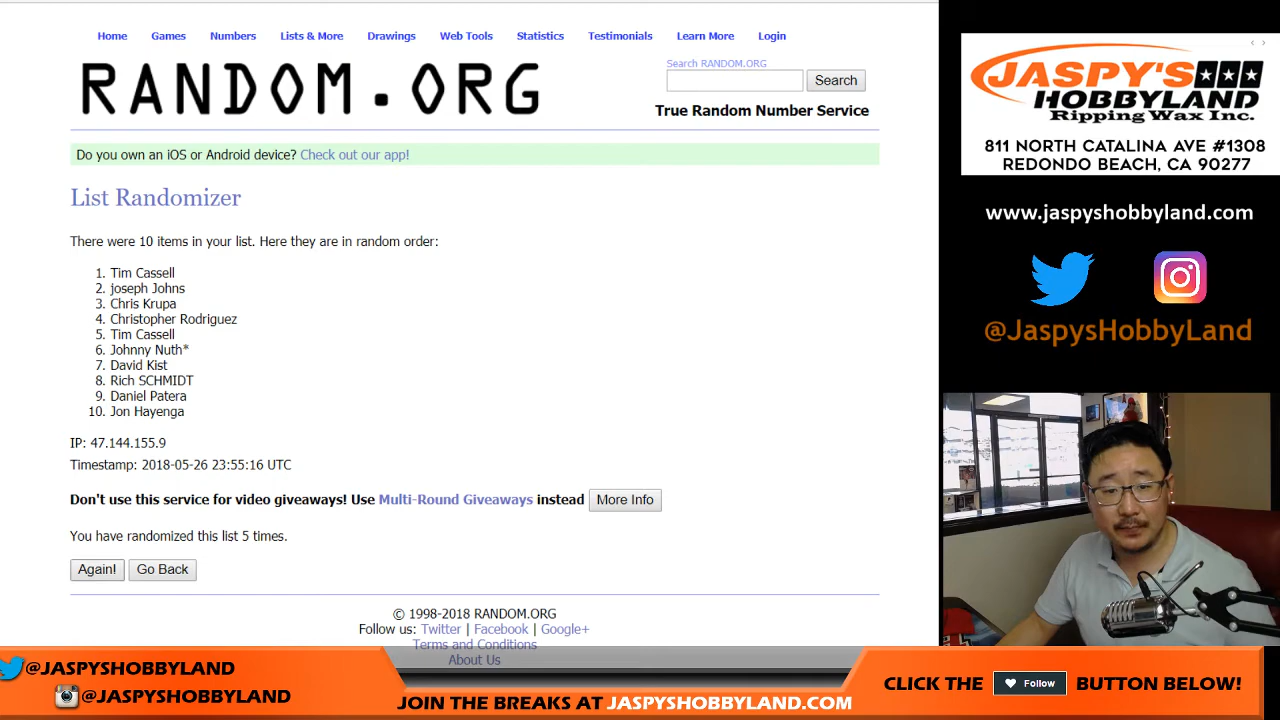 Home Games Numbers Lists & More Drawings Web Tools Statistics Testimonials Learn More Login
RANDOM.ORG
Search RANDOM.ORG
Search
True Random Number Service
Do you own an iOS or Android device? Check out our app!
List Randomizer
There were 10 items in your list. Here they are in random order:
1. Tim Cassell
2. joseph Johns
3. Chris Krupa
4. Christopher Rodriguez
5. Tim Cassell
6. Johnny Nuth*
7. David Kist
8. Rich SCHMIDT
9. Daniel Patera
10. Jon Hayenga
IP: 47.144.155.9
Timestamp: 2018-05-26 23:55:16 UTC
Don't use this service for video giveaways! Use Multi-Round Giveaways instead More Info
You have randomized this list 5 times.
Again! Go Back
© 1998-2018 RANDOM.ORG
Follow us: Twitter | Facebook | Google+
Terms and Conditions
About Us
JASPY'S
HOBBYLAND
Ripping Wax Inc.
811 NORTH CATALINA AVE #1308
REDONDO BEACH, CA 90277
www.jaspyshobbyland.com
@JaspysHobbyLand
@JASPYSHOBBYLAND
@JASPYSHOBBYLAND
JOIN THE BREAKS AT JASPYSHOBBYLAND.COM
CLICK THE Follow BUTTON BELOW!